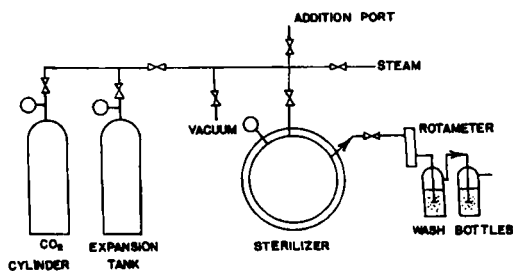 ADDITION PORT
STEAM
VACUUM
ROTAMETER
CO₂
CYLINDER
EXPANSION
TANK
STERILIZER
WASH BOTTLES